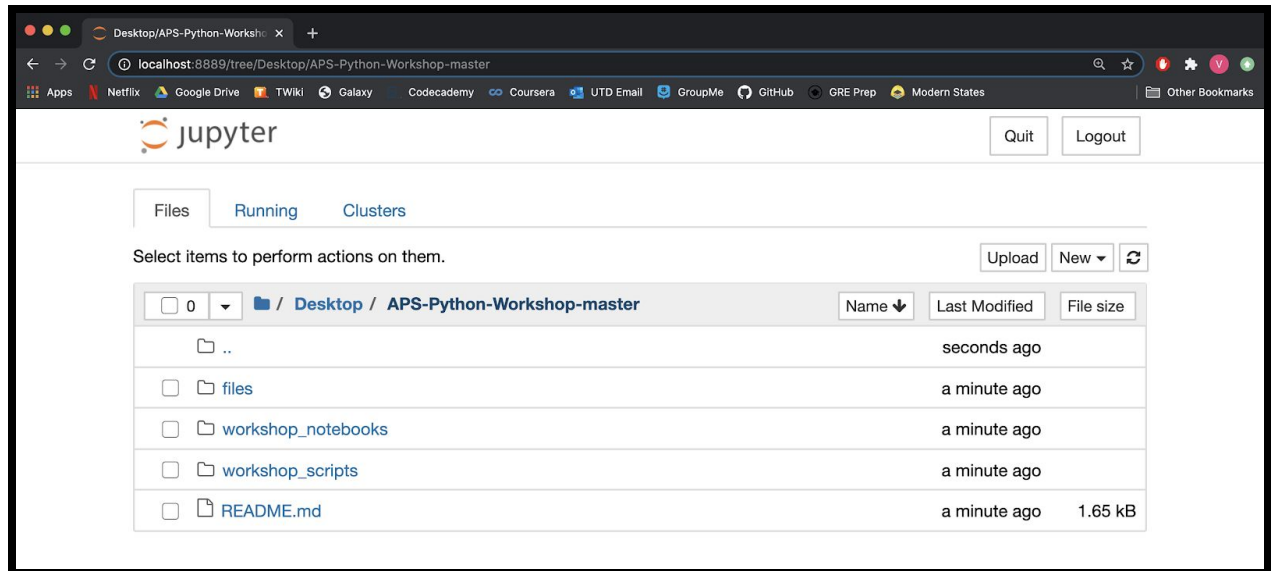 Desktop/APS-Python-Worksho
localhost:8889/tree/Desktop/APS-Python-Workshop-master
V
Apps Netflix Google Drive TWiki Galaxy Codecademy Coursera UTD Email GroupMe GitHub GRE Prep Modern States Other Bookmarks
jupyter Quit Logout
Files Running Clusters
Select items to perform actions on them. Upload New
0 / Desktop / APS-Python-Workshop-master Name Last Modified File size
.. seconds ago
files a minute ago
workshop_notebooks a minute ago
workshop_scripts a minute ago
README.md a minute ago 1.65 kB